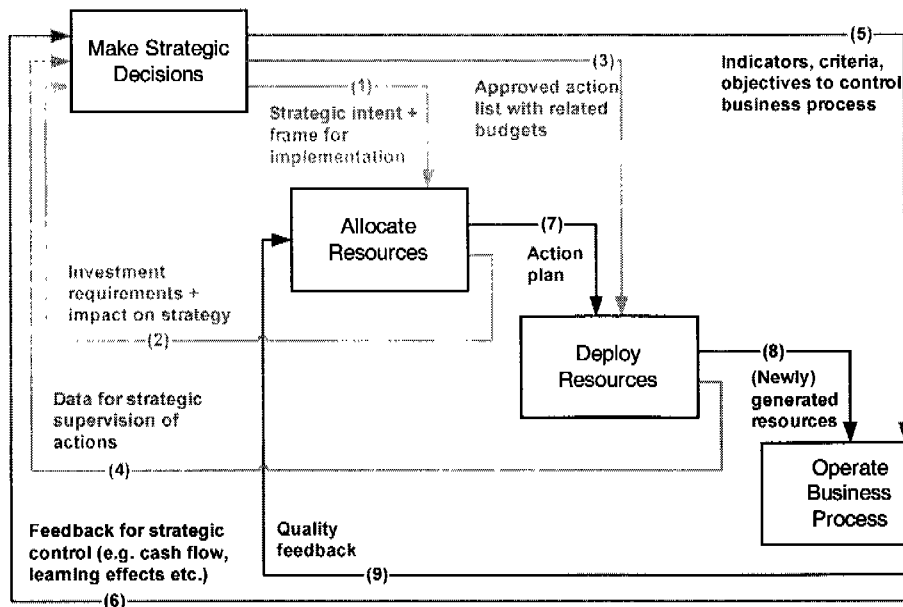 Make Strategic
Decisions
(5)
Indicators, criteria,
objectives to control
business process
(3)
Approved action
list with related
budgets
(1)
Strategic intent +
frame for
implementation
Allocate
Resources
(7)
Action
plan
Investment
requirements +
impact on strategy
(2)
Deploy
Resources
(8)
(Newly)
generated
resources
Data for strategic
supervision of
actions
(4)
Operate
Business
Process
Feedback for strategic
control (e.g. cash flow,
learning effects etc.)
Quality
feedback
(9)
(6)